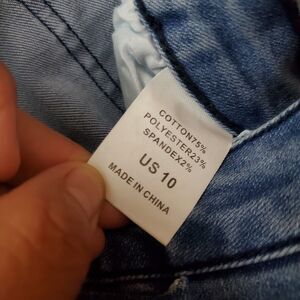 COTTON75%
POLYESTER23%
SPANDEX2%
US 10
MADE IN CHINA